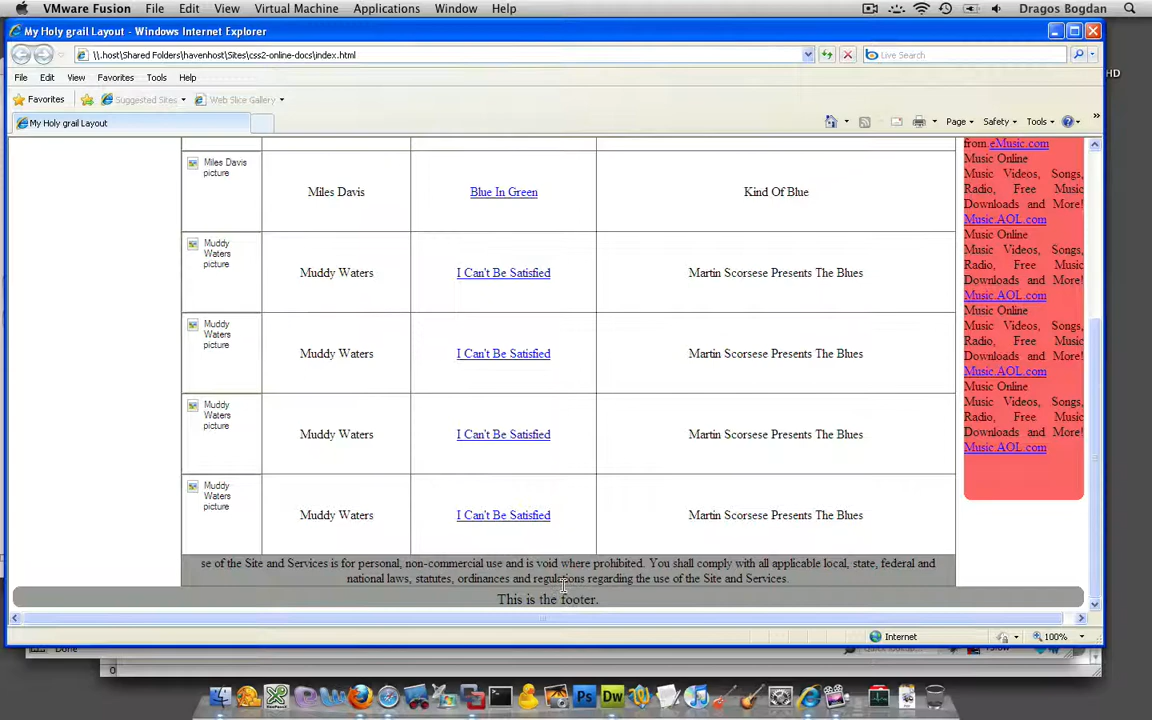 VMware Fusion File Edit View Virtual Machine Applications Window Help Dragos Bogdan
My Holy grail Layout - Windows Internet Explorer
\\.host\Shared Folders\havenhost\Sites\css2-online-docs\index.html
Live Search
HD
File Edit View Favorites Tools Help
Favorites Suggested Sites Web Slice Gallery
My Holy grail Layout
Page Safety Tools
Miles Davis
picture
Miles Davis
Blue In Green
Kind Of Blue
Muddy
Waters
picture
Muddy Waters
I Can't Be Satisfied
Martin Scorsese Presents The Blues
Muddy
Waters
picture
Muddy Waters
I Can't Be Satisfied
Martin Scorsese Presents The Blues
Muddy
Waters
picture
Muddy Waters
I Can't Be Satisfied
Martin Scorsese Presents The Blues
Muddy
Waters
picture
Muddy Waters
I Can't Be Satisfied
Martin Scorsese Presents The Blues
se of the Site and Services is for personal, non-commercial use and is void where prohibited. You shall comply with all applicable local, state, federal and
national laws, statutes, ordinances and regulations regarding the use of the Site and Services.
from eMusic.com
Music Online
Music Videos, Songs,
Radio, Free Music
Downloads and More!
Music.AOL.com
Music Online
Music Videos, Songs,
Radio, Free Music
Downloads and More!
Music.AOL.com
Music Online
Music Videos, Songs,
Radio, Free Music
Downloads and More!
Music.AOL.com
Music Online
Music Videos, Songs,
Radio, Free Music
Downloads and More!
Music.AOL.com
This is the footer.
Internet
100%
Done
0
Ps
Dw